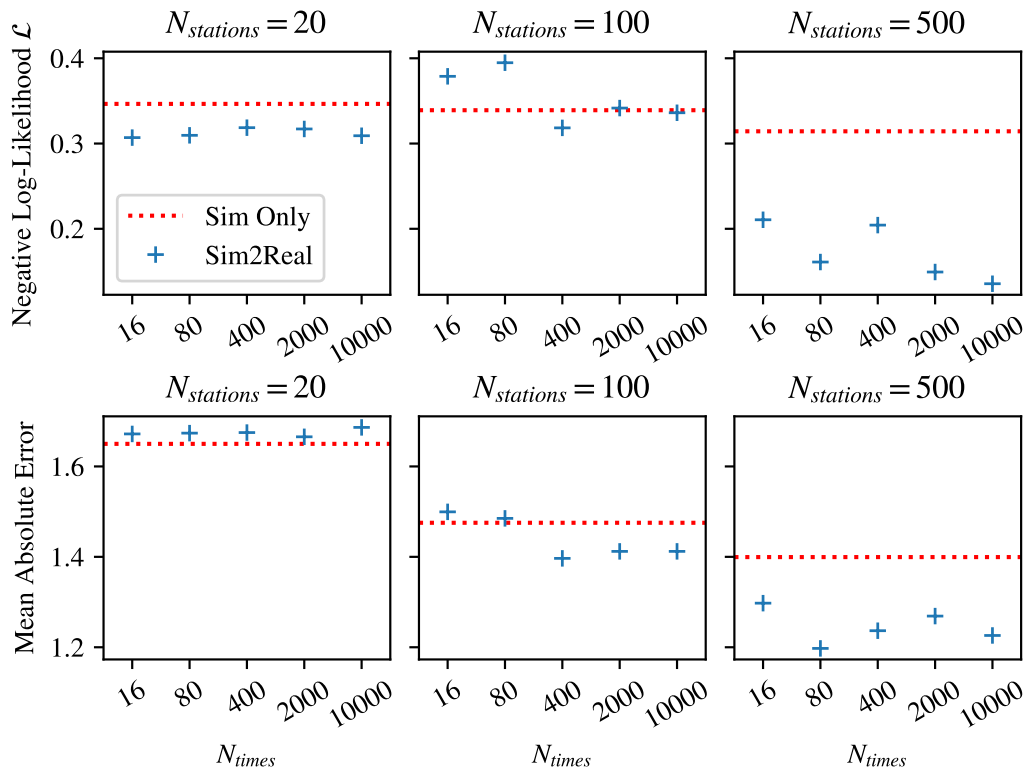 N_stations = 20
N_stations = 100
N_stations = 500
Negative Log-Likelihood ℒ
0.4
0.3
0.2
Sim Only
Sim2Real
16 80 400 2000 10000
16 80 400 2000 10000
16 80 400 2000 10000
N_stations = 20
N_stations = 100
N_stations = 500
Mean Absolute Error
1.6
1.4
1.2
16 80 400 2000 10000
16 80 400 2000 10000
16 80 400 2000 10000
N_times
N_times
N_times